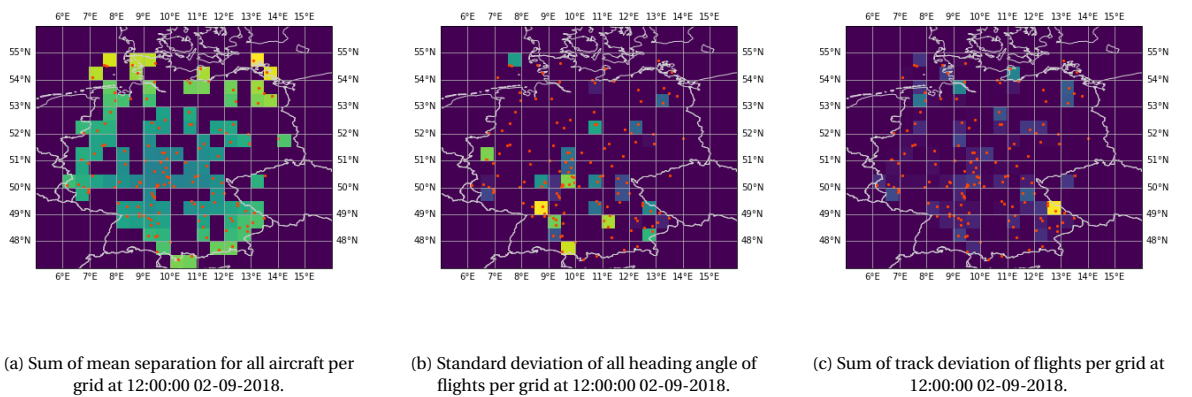 6°E 7°E 8°E 9°E 10°E 11°E 12°E 13°E 14°E 15°E
55°N 55°N
54°N 54°N
53°N 53°N
52°N 52°N
51°N 51°N
50°N 50°N
49°N 49°N
48°N 48°N
6°E 7°E 8°E 9°E 10°E 11°E 12°E 13°E 14°E 15°E
(a) Sum of mean separation for all aircraft per
grid at 12:00:00 02-09-2018.
6°E 7°E 8°E 9°E 10°E 11°E 12°E 13°E 14°E 15°E
55°N 55°N
54°N 54°N
53°N 53°N
52°N 52°N
51°N 51°N
50°N 50°N
49°N 49°N
48°N 48°N
6°E 7°E 8°E 9°E 10°E 11°E 12°E 13°E 14°E 15°E
(b) Standard deviation of all heading angle of
flights per grid at 12:00:00 02-09-2018.
6°E 7°E 8°E 9°E 10°E 11°E 12°E 13°E 14°E 15°E
55°N 55°N
54°N 54°N
53°N 53°N
52°N 52°N
51°N 51°N
50°N 50°N
49°N 49°N
48°N 48°N
6°E 7°E 8°E 9°E 10°E 11°E 12°E 13°E 14°E 15°E
(c) Sum of track deviation of flights per grid at
12:00:00 02-09-2018.